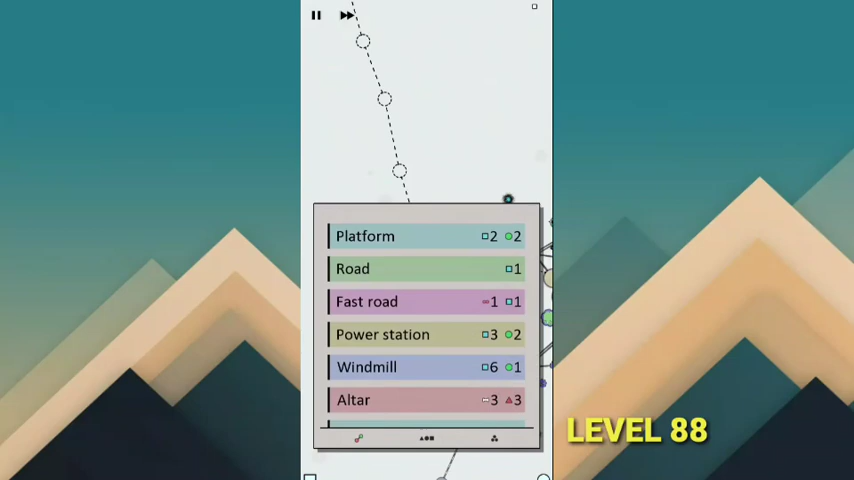 Platform 2 2
Road 1
Fast road 1 1
Power station 3 2
Windmill 6 1
Altar 3 3
LEVEL 88